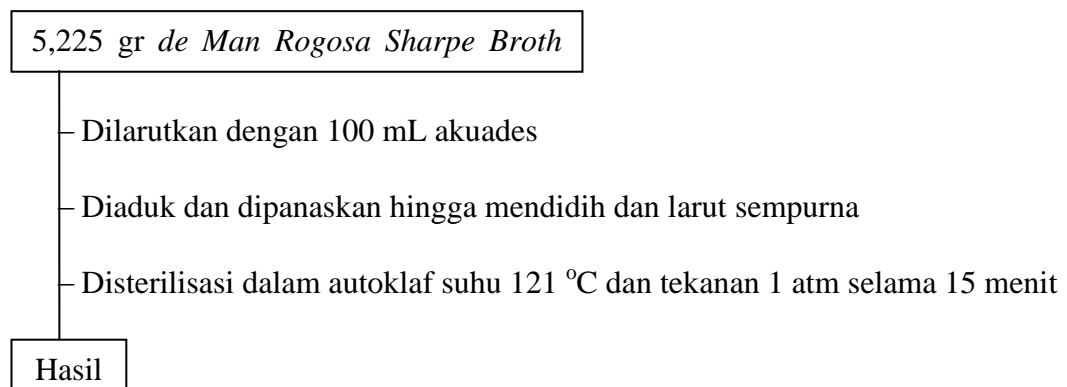 5,225 gr de Man Rogosa Sharpe Broth
– Dilarutkan dengan 100 mL akuades
– Diaduk dan dipanaskan hingga mendidih dan larut sempurna
– Disterilisasi dalam autoklaf suhu 121 °C dan tekanan 1 atm selama 15 menit
Hasil